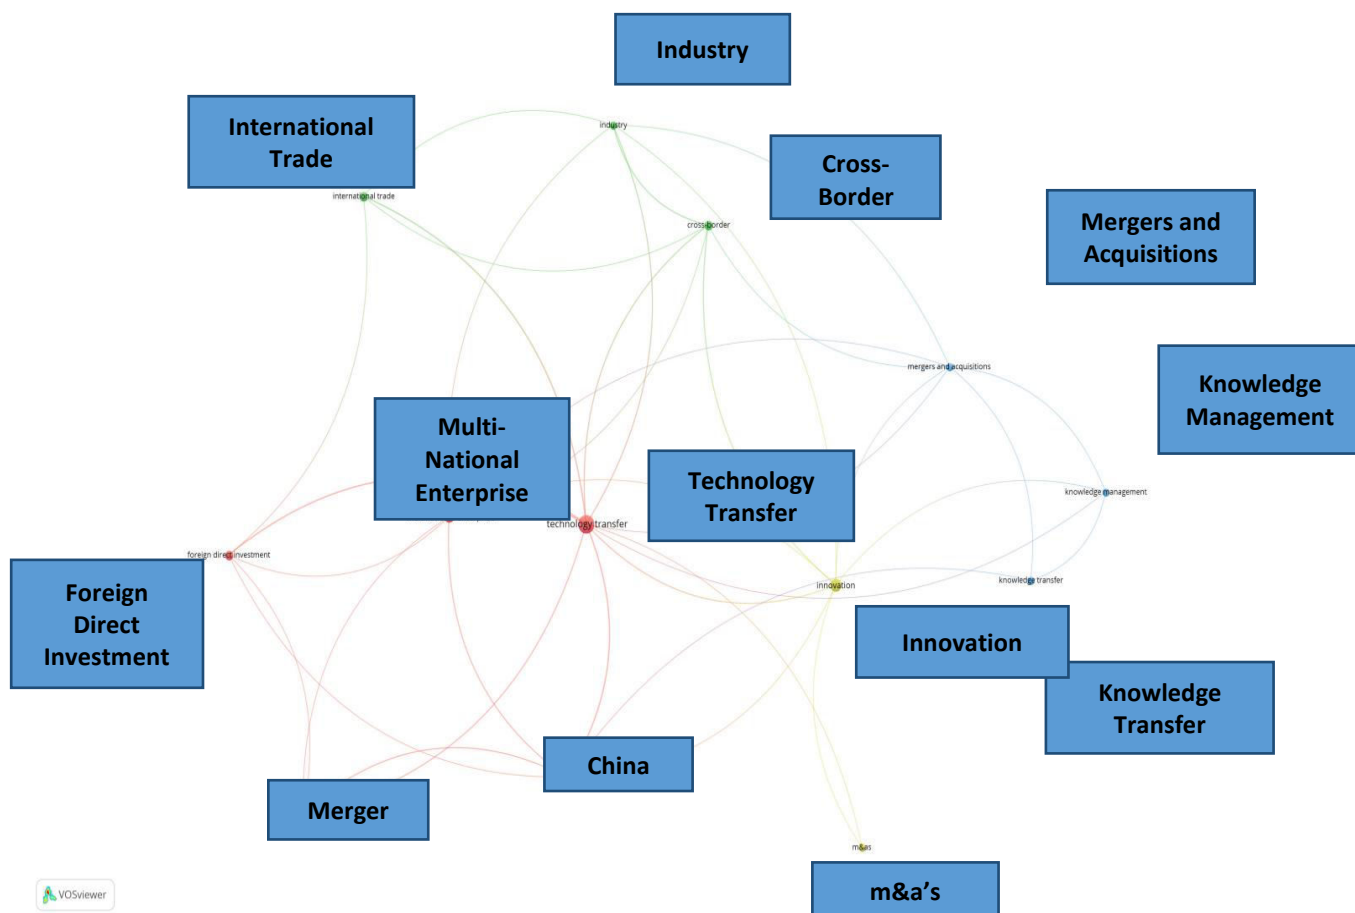 Industry
International
Trade
industry
Cross-
Border
international trade
cross-border
Mergers and
Acquisitions
mergers and acquisitions
Knowledge
Management
Multi-
National
Enterprise
Technology
Transfer
knowledge management
technology transfer
foreign direct investment
innovation
knowledge transfer
Foreign
Direct
Investment
Innovation
Knowledge
Transfer
China
Merger
m&as
m&a's
VOSviewer